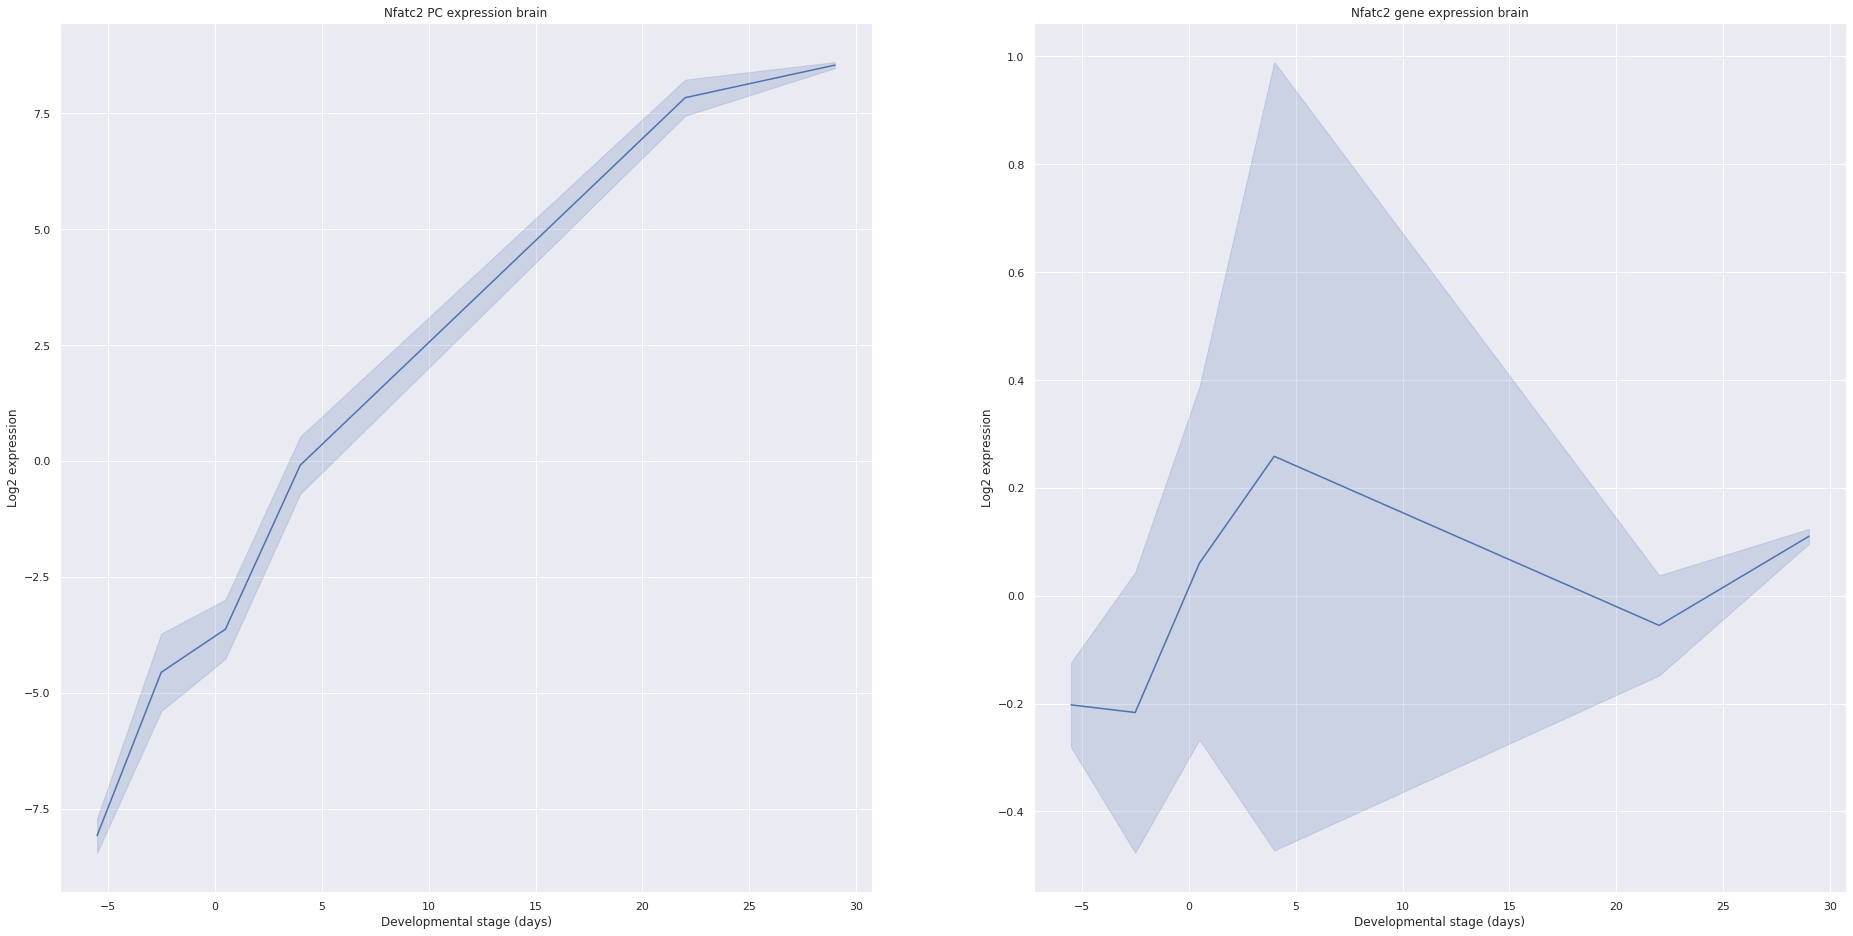 Nfatc2 PC expression brain
Log2 expression
7.5
5.0
2.5
0.0
−2.5
−5.0
−7.5
−5 0 5 10 15 20 25 30
Developmental stage (days)
Nfatc2 gene expression brain
Log2 expression
1.0
0.8
0.6
0.4
0.2
0.0
−0.2
−0.4
−5 0 5 10 15 20 25 30
Developmental stage (days)